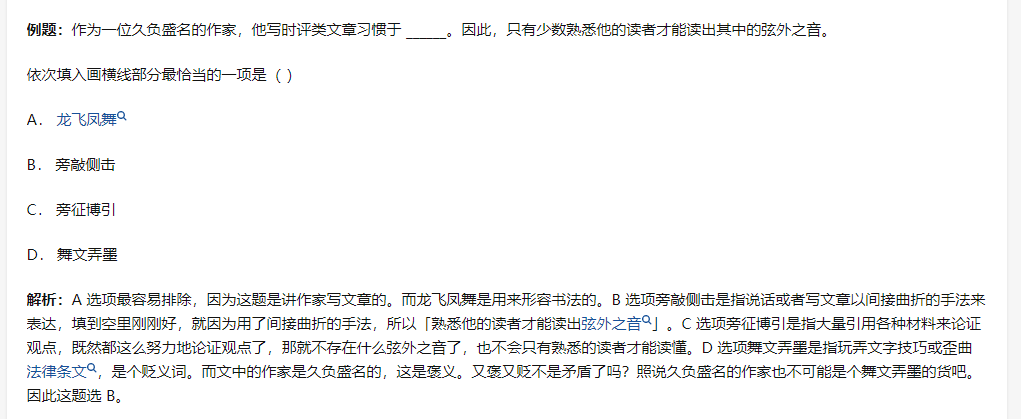 例题：作为一位久负盛名的作家，他写时评类文章习惯于 ______。因此，只有少数熟悉他的读者才能读出其中的弦外之音。
依次填入画横线部分最恰当的一项是（ ）
A． 龙飞凤舞
B． 旁敲侧击
C． 旁征博引
D． 舞文弄墨
解析：A 选项最容易排除，因为这题是讲作家写文章的。而龙飞凤舞是用来形容书法的。B 选项旁敲侧击是指说话或者写文章以间接曲折的手法来
表达，填到空里刚刚好，就因为用了间接曲折的手法，所以「熟悉他的读者才能读出弦外之音」。C 选项旁征博引是指大量引用各种材料来论证
观点，既然都这么努力地论证观点了，那就不存在什么弦外之音了，也不会只有熟悉的读者才能读懂。D 选项舞文弄墨是指玩弄文字技巧或歪曲
法律条文，是个贬义词。而文中的作家是久负盛名的，这是褒义。又褒又贬不是矛盾了吗？照说久负盛名的作家也不可能是个舞文弄墨的货吧。
因此这题选 B。